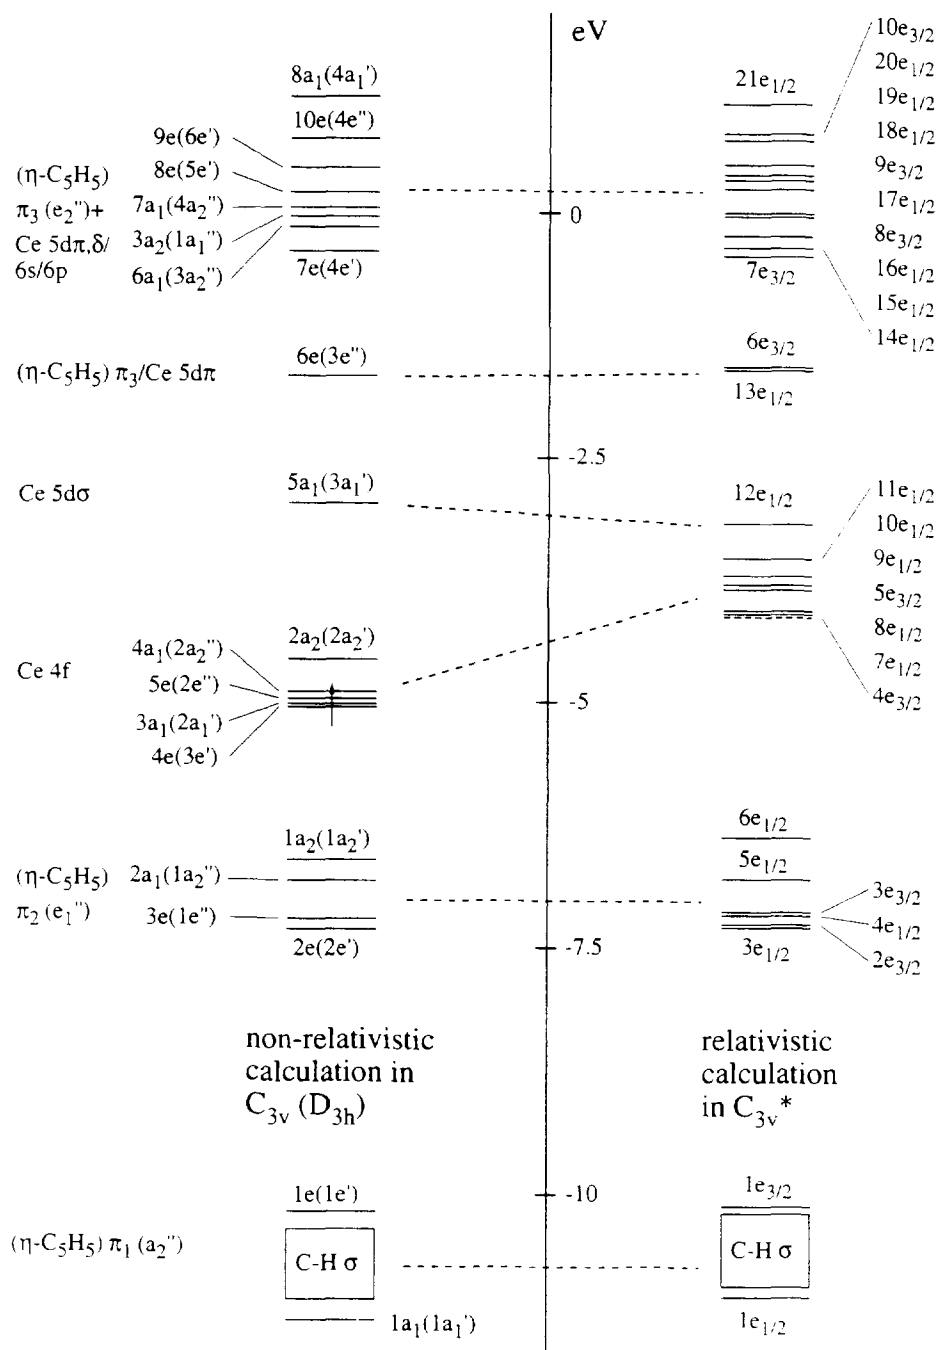 eV
8a₁(4a₁')
10e(4e")
9e(6e')
8e(5e')
(η-C₅H₅)
π₃ (e₂")+
Ce 5dπ,δ/
6s/6p
7a₁(4a₂")
3a₂(1a₁")
6a₁(3a₂")
7e(4e')
21e₁/₂
10e₃/₂
20e₁/₂
19e₁/₂
18e₁/₂
9e₃/₂
17e₁/₂
8e₃/₂
16e₁/₂
15e₁/₂
14e₁/₂
0
7e₃/₂
(η-C₅H₅) π₃/Ce 5dπ
6e(3e")
6e₃/₂
13e₁/₂
-2.5
Ce 5dσ
5a₁(3a₁')
12e₁/₂
11e₁/₂
10e₁/₂
9e₁/₂
5e₃/₂
8e₁/₂
7e₁/₂
4e₃/₂
Ce 4f
2a₂(2a₂')
4a₁(2a₂")
5e(2e")
3a₁(2a₁')
4e(3e')
-5
(η-C₅H₅)
π₂ (e₁")
1a₂(1a₂')
2a₁(1a₂")
3e(1e")
2e(2e')
6e₁/₂
5e₁/₂
3e₃/₂
4e₁/₂
2e₃/₂
3e₁/₂
-7.5
non-relativistic
calculation in
C₃ᵥ (D₃ₕ)
relativistic
calculation
in C₃ᵥ*
-10
(η-C₅H₅) π₁ (a₂")
1e(1e')
C-H σ
1a₁(1a₁')
1e₃/₂
C-H σ
1e₁/₂